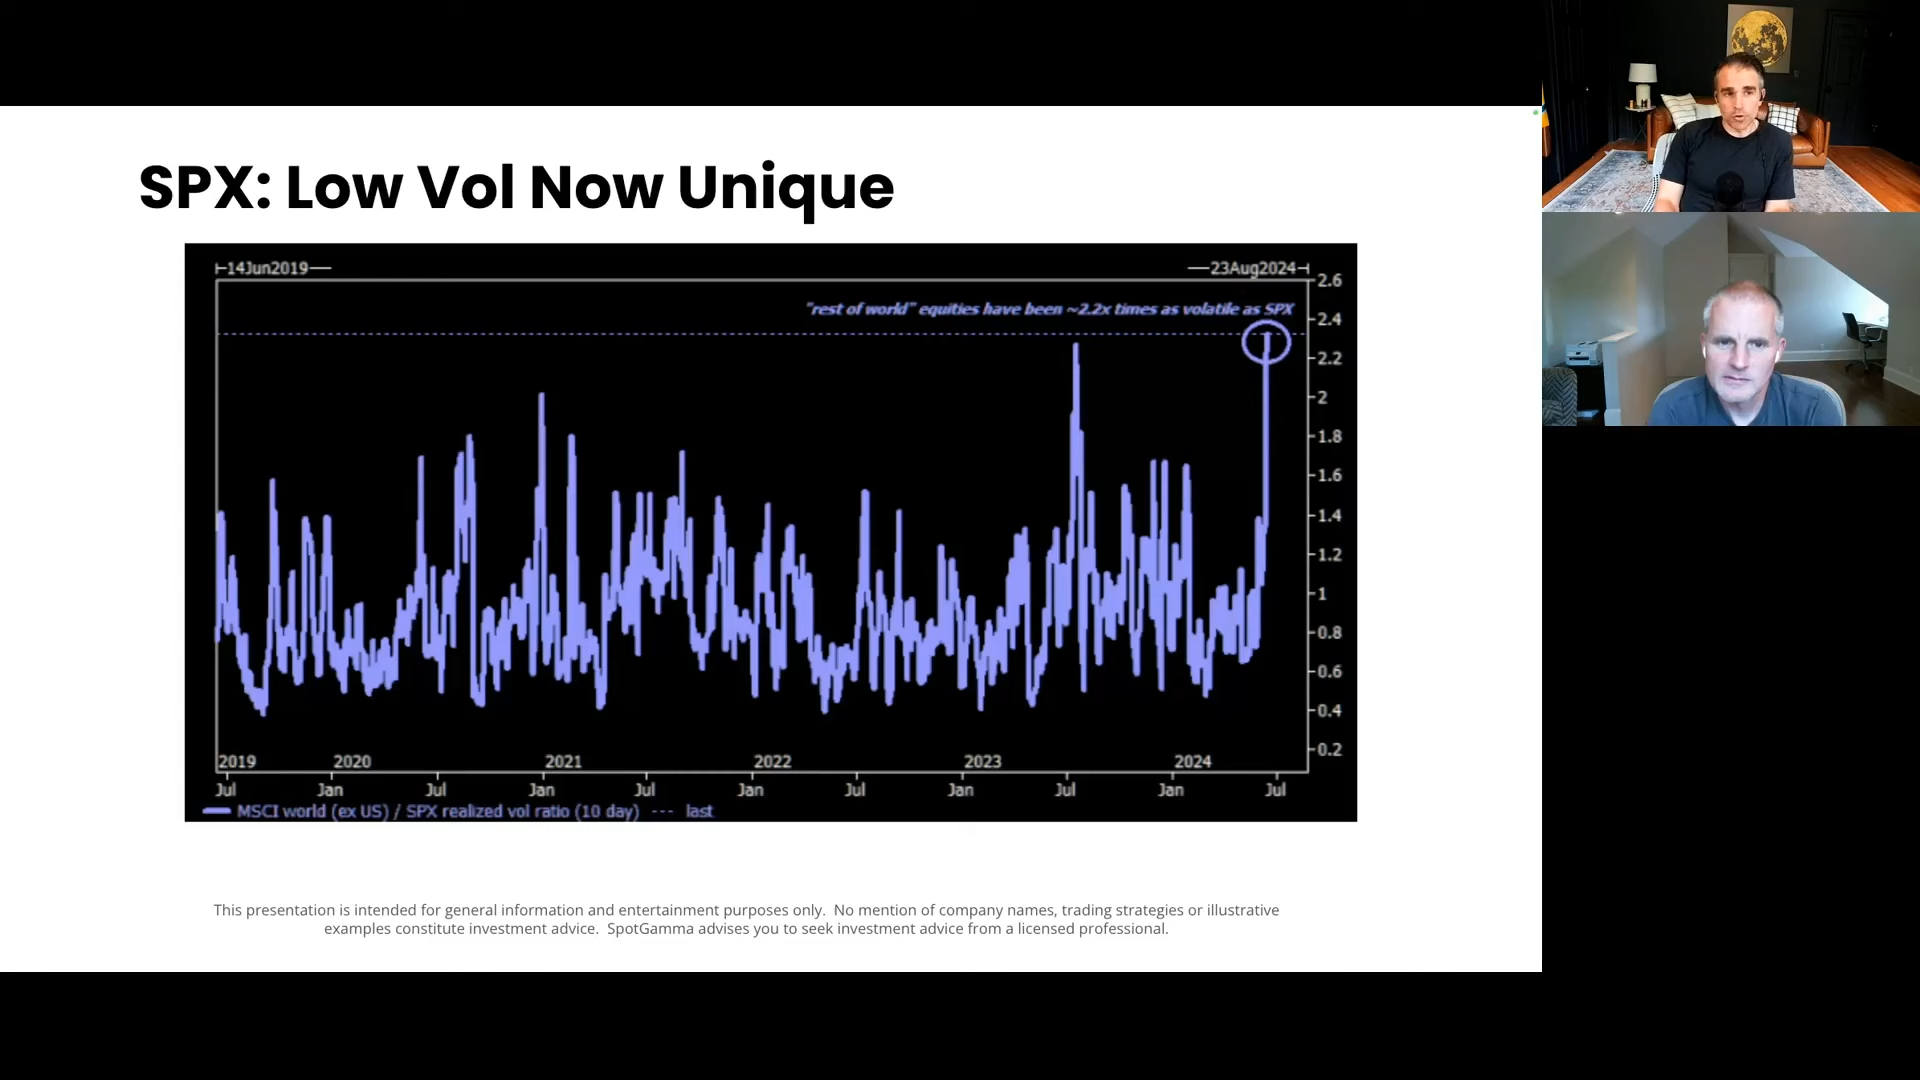 SPX: Low Vol Now Unique
14Jun2019
23Aug2024
"rest of world" equities have been ~2.2x times as volatile as SPX
2.6
2.4
2.2
2
1.8
1.6
1.4
1.2
1
0.8
0.6
0.4
0.2
2019 2020 2021 2022 2023 2024
Jul Jan Jul Jan Jul Jan Jul Jan Jul Jan Jul
MSCI world (ex US) / SPX realized vol ratio (10 day) --- last
This presentation is intended for general information and entertainment purposes only. No mention of company names, trading strategies or illustrative
examples constitute investment advice. SpotGamma advises you to seek investment advice from a licensed professional.